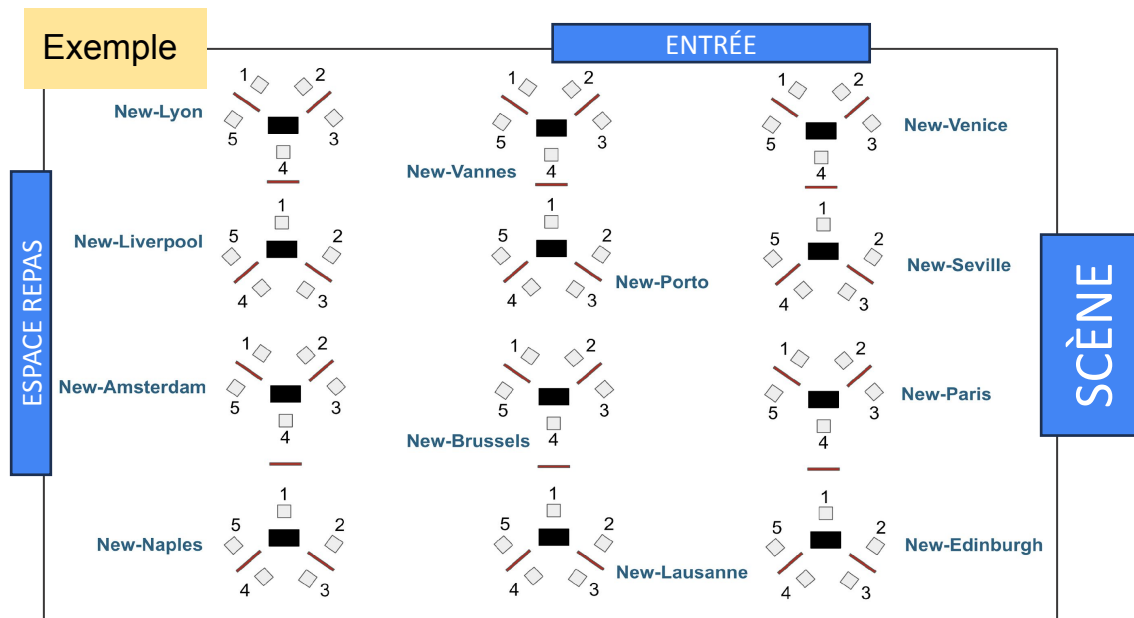 Exemple
ENTRÉE
1 2 1 2 1 2
New-Lyon
New-Venice
5 3 5 3 5 3
4 4 4
New-Vannes
1 1 1
New-Liverpool
5 2 5 2 5 2
New-Seville
New-Porto
4 3 4 3 4 3
ESPACE REPAS
SCÈNE
1 2 1 2 1 2
New-Amsterdam
New-Paris
5 3 5 3 5 3
4 4 4
New-Brussels
1 1 1
5 2 5 2 5 2
New-Naples
New-Edinburgh
New-Lausanne
4 3 4 3 4 3